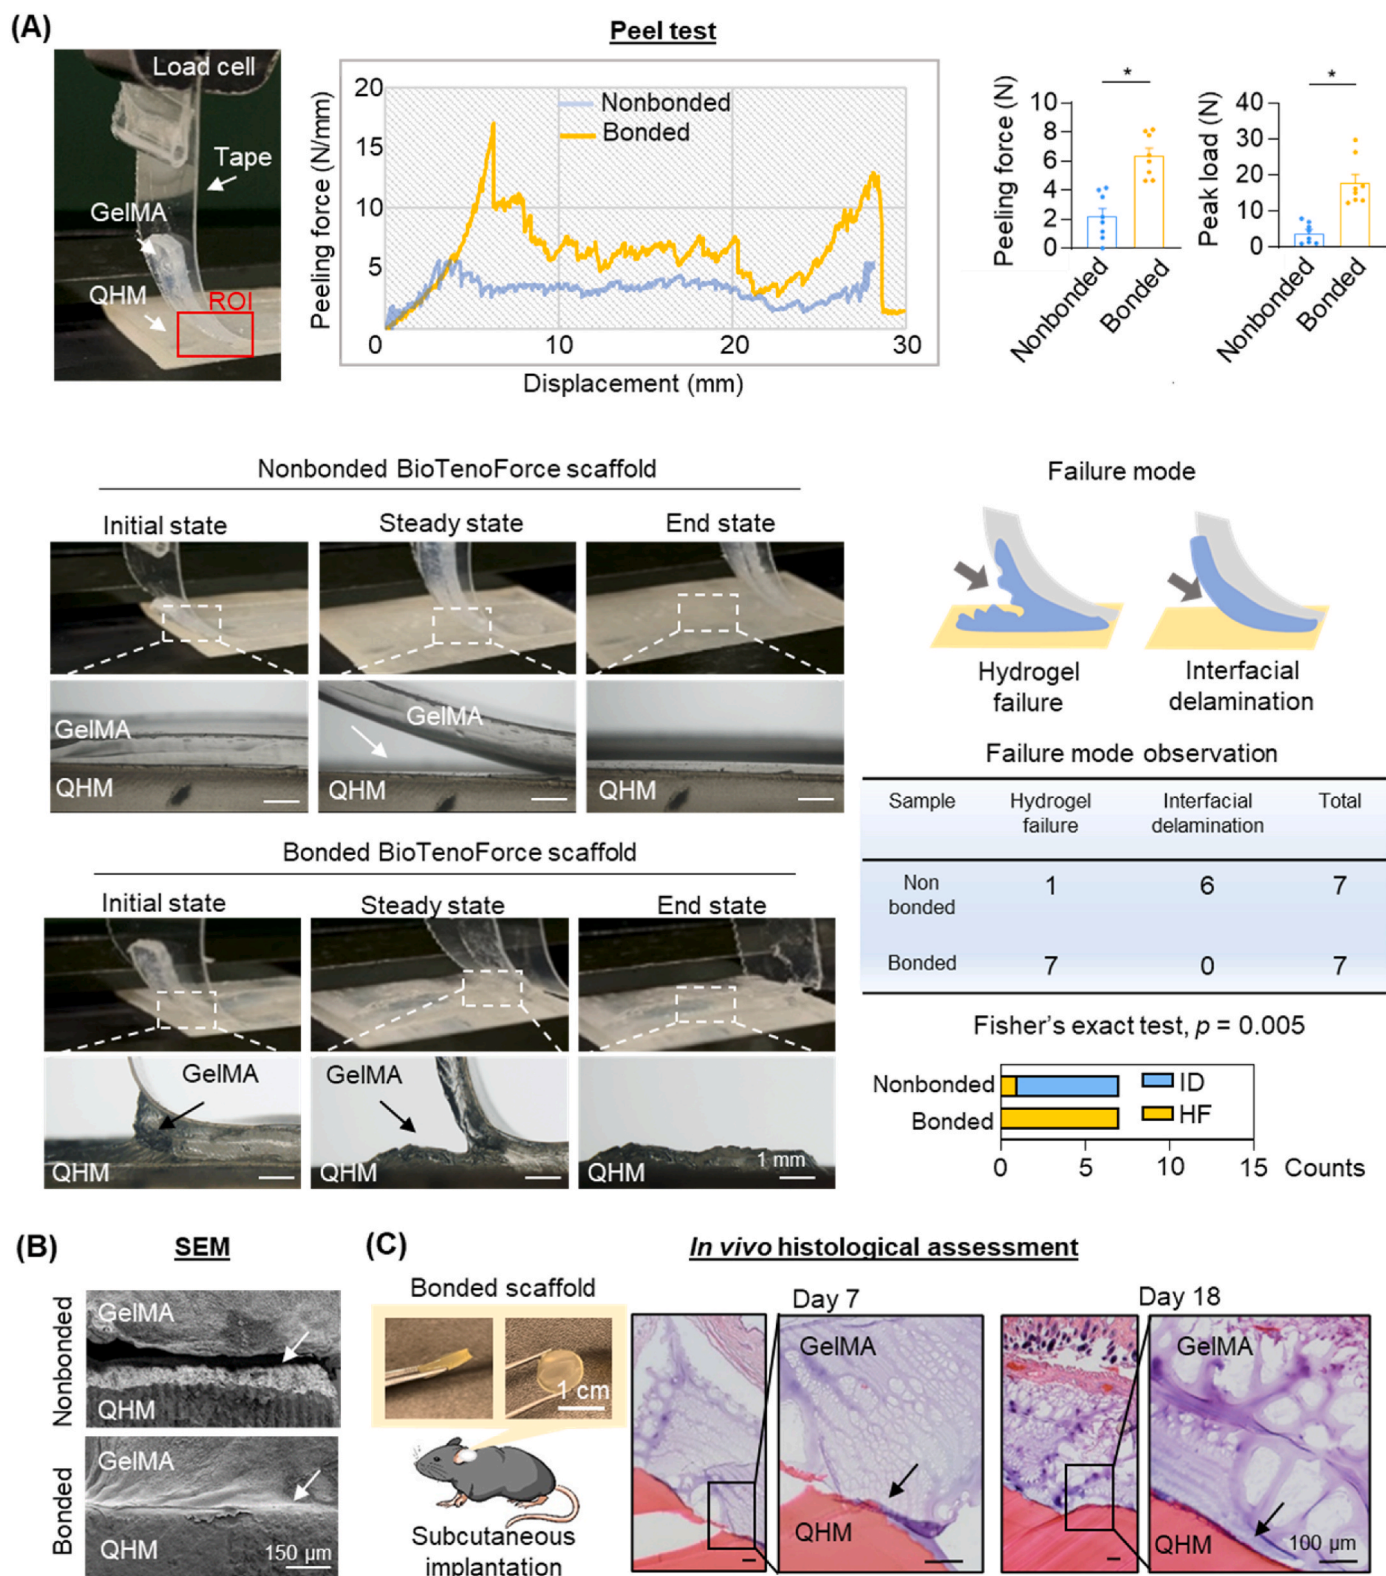 (A)
Peel test
Load cell
Tape
GelMA
QHM
ROI
Peeling force (N/mm)
20
15
10
5
0
10
20
30
Nonbonded
Bonded
Displacement (mm)
Peeling force (N)
10
8
6
4
2
0
*
Nonbonded
Bonded
Peak load (N)
40
30
20
10
0
*
Nonbonded
Bonded
Nonbonded BioTenoForce scaffold
Initial state
Steady state
End state
GelMA
QHM
GelMA
QHM
QHM
Bonded BioTenoForce scaffold
Initial state
Steady state
End state
GelMA
QHM
GelMA
QHM
QHM
1 mm
Failure mode
Hydrogel
failure
Interfacial
delamination
Failure mode observation
Sample Hydrogel failure Interfacial delamination Total
Non bonded 1 6 7
Bonded 7 0 7
Fisher's exact test, p = 0.005
Nonbonded
Bonded
ID
HF
0 5 10 15 Counts
(B)
SEM
Nonbonded
GelMA
QHM
Bonded
GelMA
QHM
150 µm
(C)
In vivo histological assessment
Bonded scaffold
1 cm
Subcutaneous
implantation
Day 7
GelMA
QHM
Day 18
GelMA
QHM
100 µm